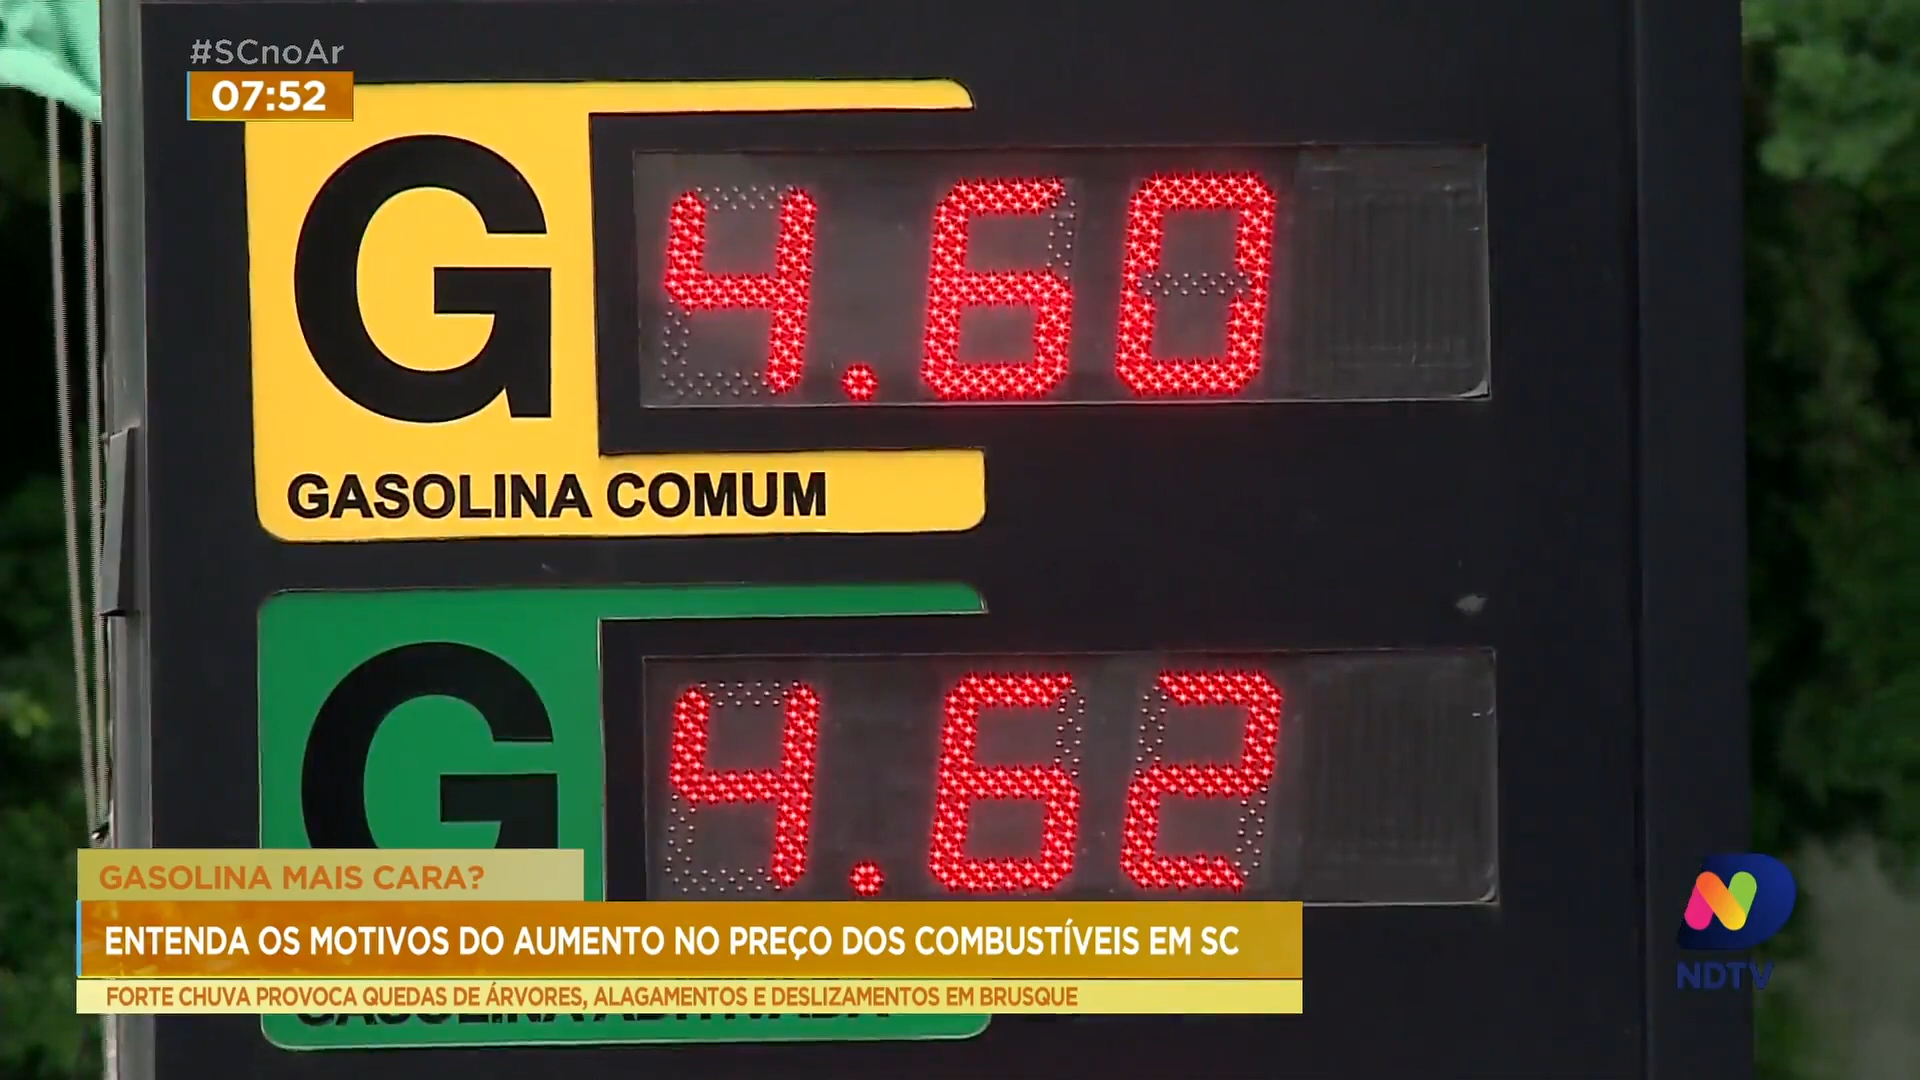 #SCnoAr
07:52
G
4.60
GASOLINA COMUM
G
4.62
GASOLINA MAIS CARA?
ENTENDA OS MOTIVOS DO AUMENTO NO PREÇO DOS COMBUSTÍVEIS EM SC
FORTE CHUVA PROVOCA QUEDAS DE ÁRVORES, ALAGAMENTOS E DESLIZAMENTOS EM BRUSQUE
N
NDTV